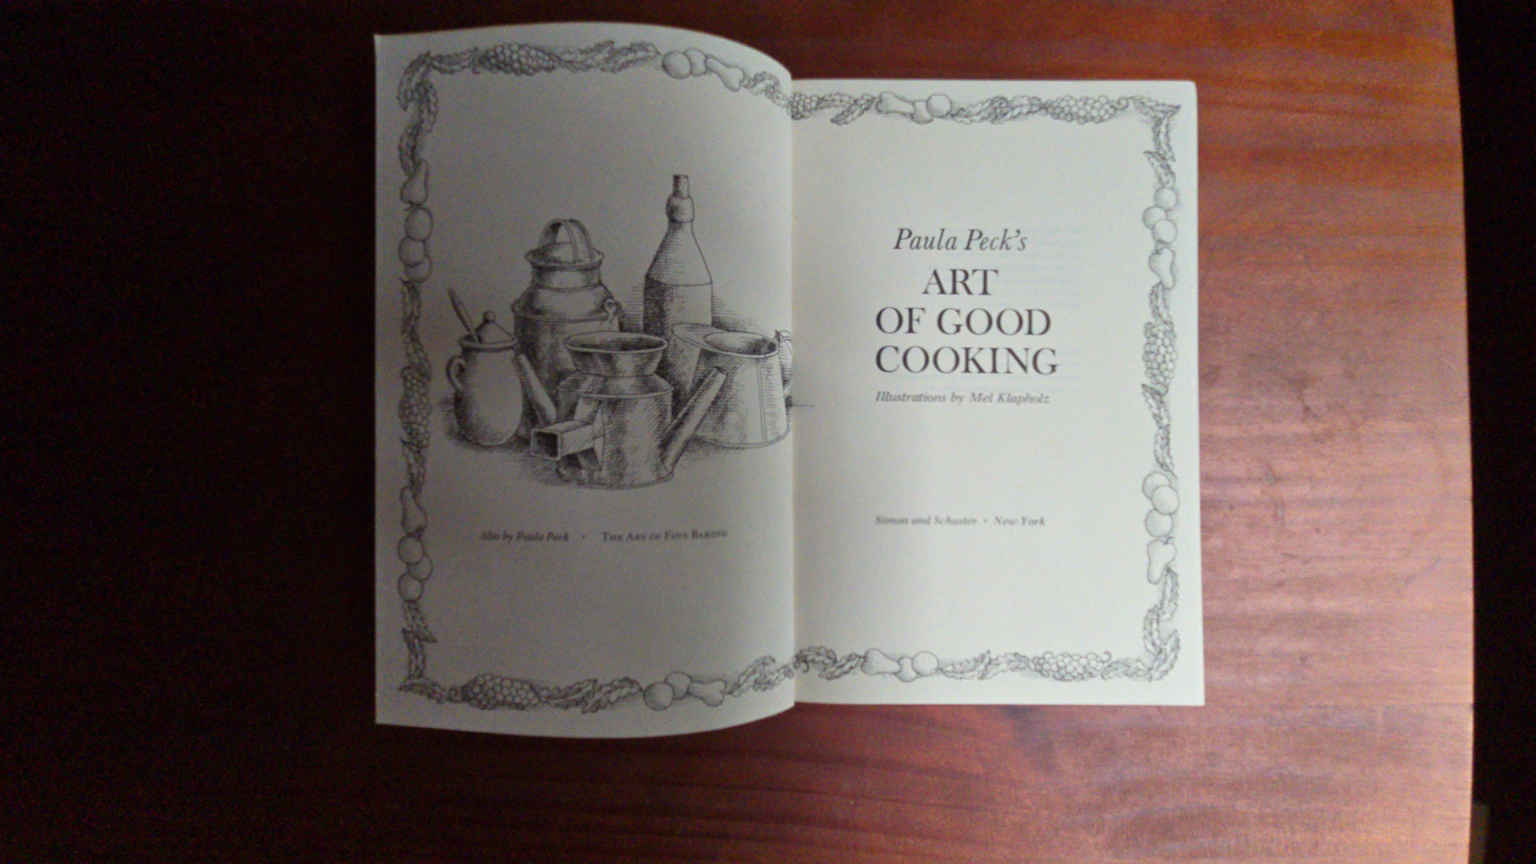 Also by Paula Peck • THE ART OF FINE BAKING
Paula Peck's
ART
OF GOOD
COOKING
Illustrations by Mel Klapholz
Simon and Schuster • New York